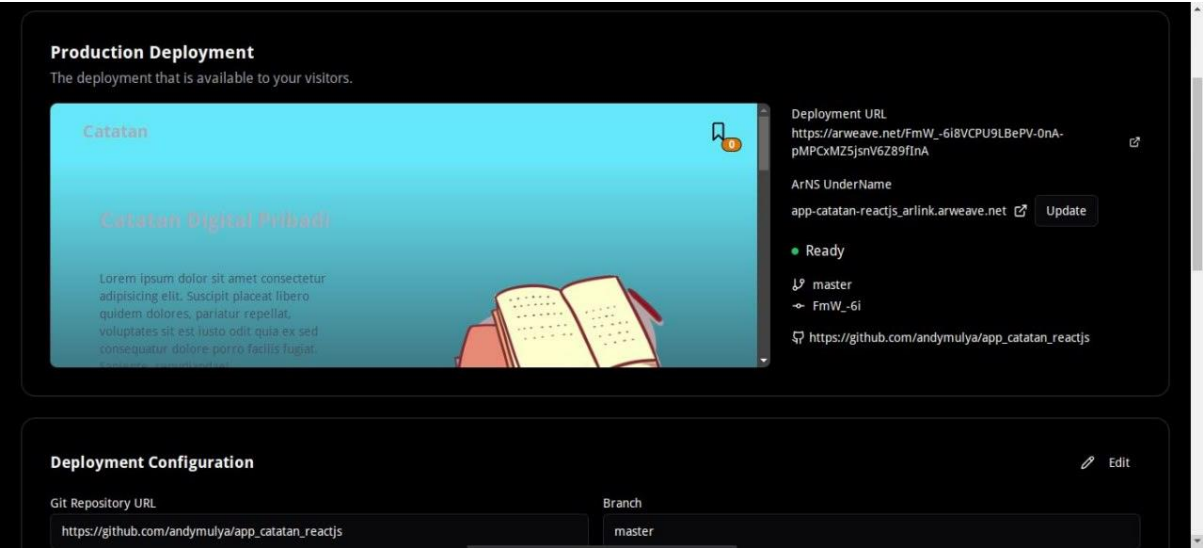 Production Deployment
The deployment that is available to your visitors.
Catatan
0
Catatan Digital Pribadi
Lorem ipsum dolor sit amet consectetur
adipisicing elit. Suscipit placeat libero
quidem dolores, pariatur repellat,
voluptates sit est iusto odit quia ex sed
consequatur dolore porro facilis fugiat.
Deployment URL
https://arweave.net/FmW_-6i8VCPU9LBePV-0nA-
pMPCxMZ5jsnV6Z89fInA
ArNS UnderName
app-catatan-reactjs_arlink.arweave.net Update
Ready
master
FmW_-6i
https://github.com/andymulya/app_catatan_reactjs
Deployment Configuration
Edit
Git Repository URL
https://github.com/andymulya/app_catatan_reactjs
Branch
master